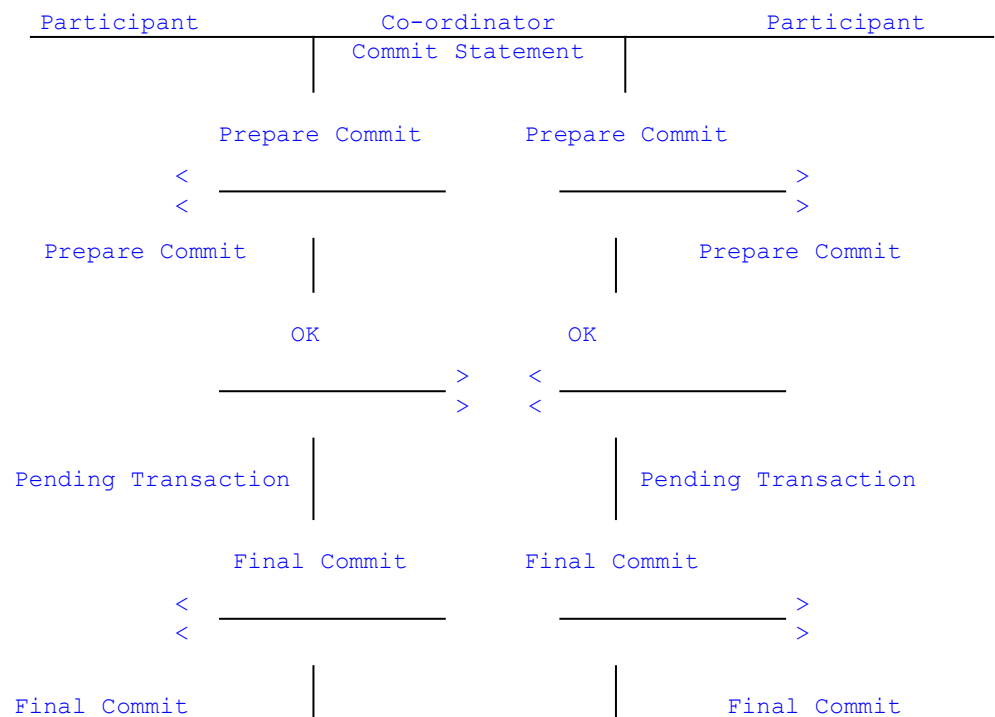 Participant Co-ordinator Participant
Commit Statement
Prepare Commit Prepare Commit
< >
< >
Prepare Commit Prepare Commit
OK OK
> <
> <
Pending Transaction Pending Transaction
Final Commit Final Commit
< >
< >
Final Commit Final Commit